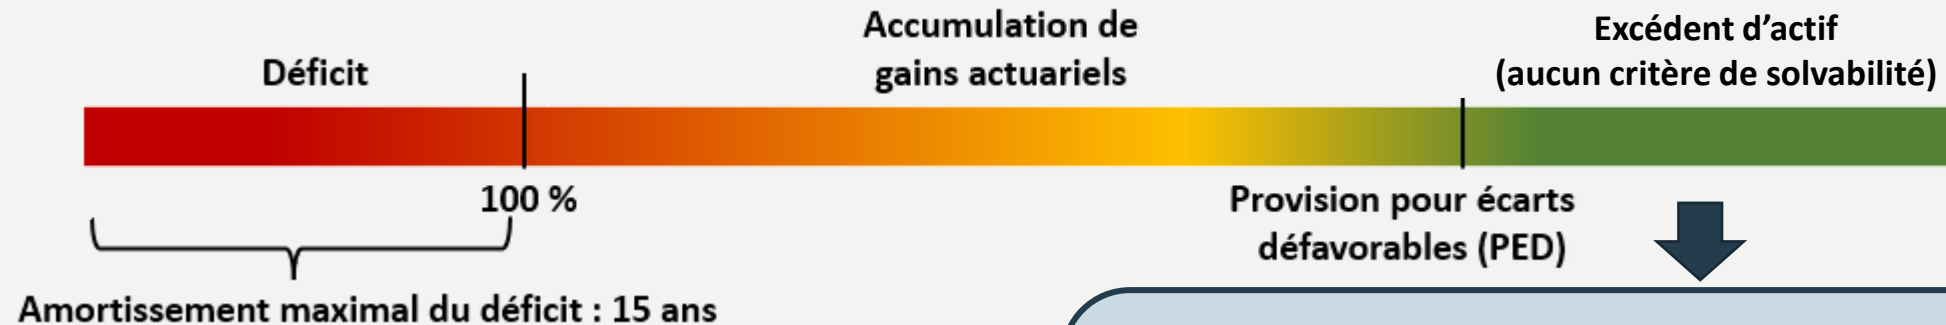 Déficit
Accumulation de
gains actuariels
Excédent d'actif
(aucun critère de solvabilité)
100 %
Provision pour écarts
défavorables (PED)
Amortissement maximal du déficit : 15 ans